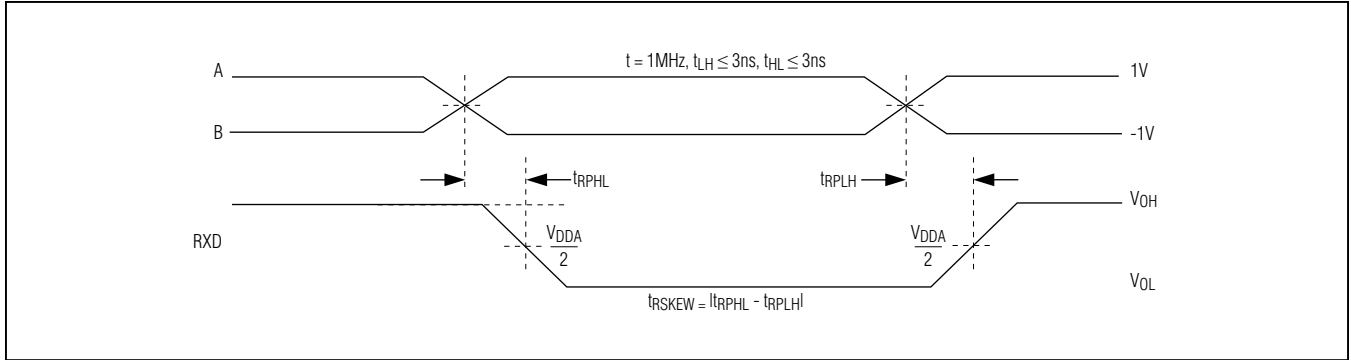 A
t = 1MHz, tLH ≤ 3ns, tHL ≤ 3ns
1V
B
-1V
tRPHL
tRPLH
VOH
RXD
VDDA
2
VDDA
2
VOL
tRSKEW = |tRPHL - tRPLH|